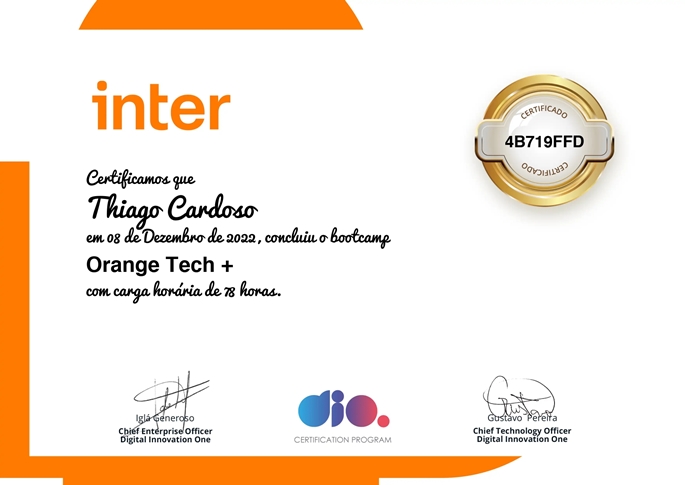 inter
CERTIFICADO
4B719FFD
CERTIFICADO
Certificamos que
Thiago Cardoso
em 08 de Dezembro de 2022, concluiu o bootcamp
Orange Tech +
com carga horária de 78 horas.
Iglá Generoso
Chief Enterprise Officer
Digital Innovation One
dio.
CERTIFICATION PROGRAM
Gustavo Pereira
Chief Technology Officer
Digital Innovation One